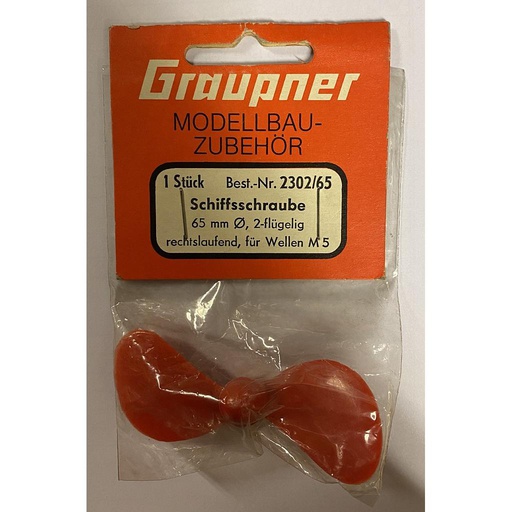 Graupner
MODELLBAU-
ZUBEHÖR
1 Stück Best.-Nr. 2302/65
Schiffsschraube
65 mm Ø, 2-flügelig
rechtslaufend, für Wellen M 5